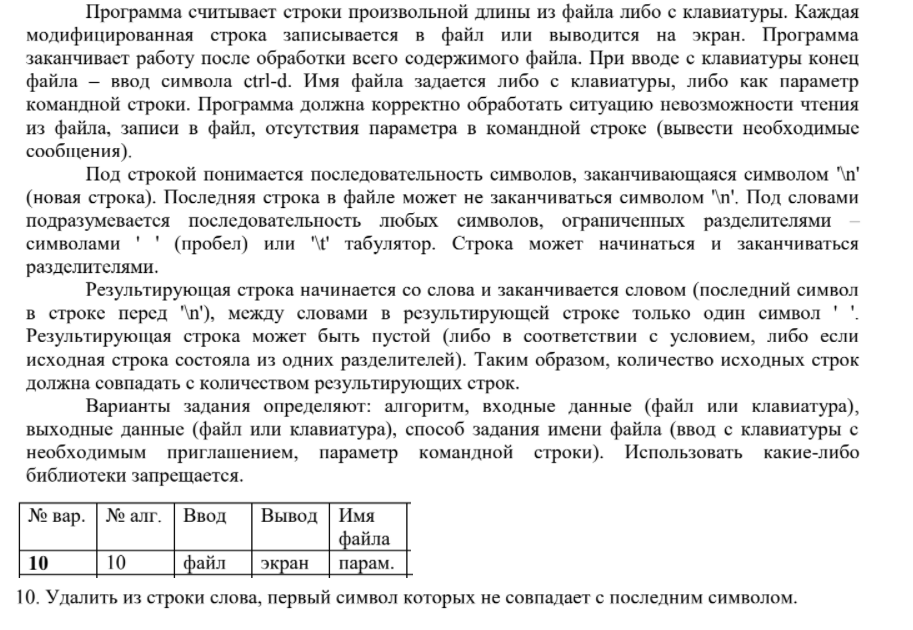 Программа считывает строки произвольной длины из файла либо с клавиатуры. Каждая
модифицированная строка записывается в файл или выводится на экран. Программа
заканчивает работу после обработки всего содержимого файла. При вводе с клавиатуры конец
файла – ввод символа ctrl-d. Имя файла задается либо с клавиатуры, либо как параметр
командной строки. Программа должна корректно обработать ситуацию невозможности чтения
из файла, записи в файл, отсутствия параметра в командной строке (вывести необходимые
сообщения).
Под строкой понимается последовательность символов, заканчивающаяся символом '\n'
(новая строка). Последняя строка в файле может не заканчиваться символом '\n'. Под словами
подразумевается последовательность любых символов, ограниченных разделителями –
символами ' ' (пробел) или '\t' табулятор. Строка может начинаться и заканчиваться
разделителями.
Результирующая строка начинается со слова и заканчивается словом (последний символ
в строке перед '\n'), между словами в результирующей строке только один символ ' '.
Результирующая строка может быть пустой (либо в соответствии с условием, либо если
исходная строка состояла из одних разделителей). Таким образом, количество исходных строк
должна совпадать с количеством результирующих строк.
Варианты задания определяют: алгоритм, входные данные (файл или клавиатура),
выходные данные (файл или клавиатура), способ задания имени файла (ввод с клавиатуры с
необходимым приглашением, параметр командной строки). Использовать какие-либо
библиотеки запрещается.
№ вар. № алг. Ввод Вывод Имя
файла
10 10 файл экран парам.
10. Удалить из строки слова, первый символ которых не совпадает с последним символом.